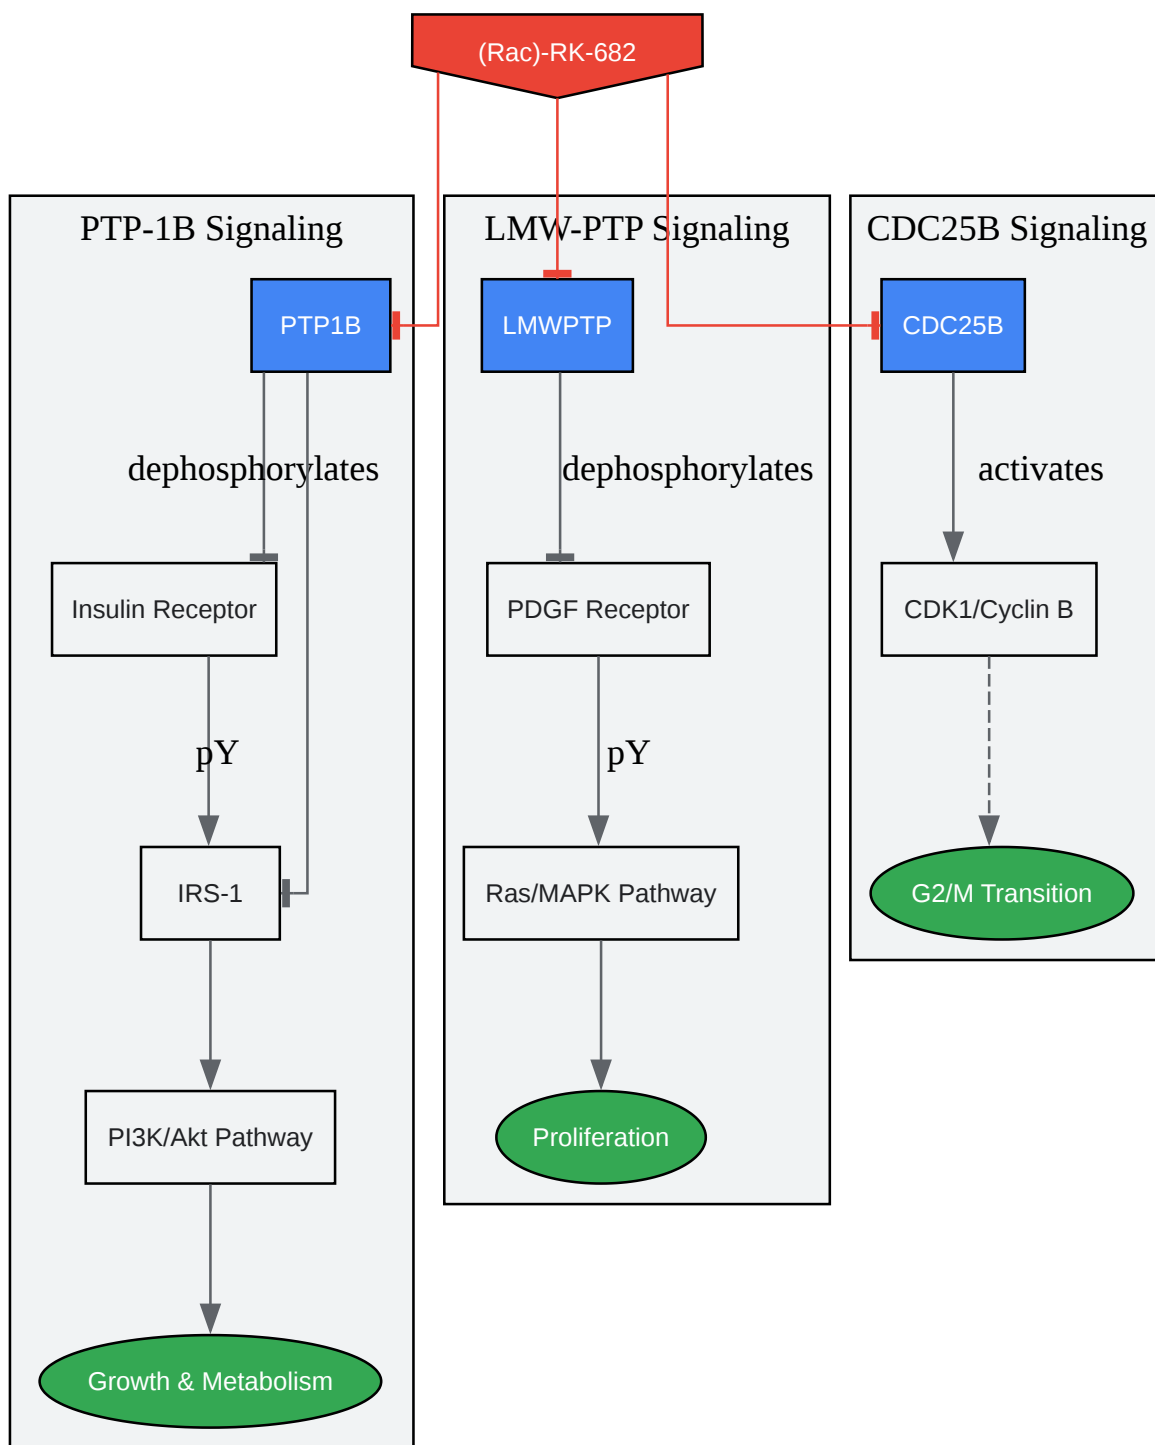 (Rac)-RK-682
PTP-1B Signaling
LMW-PTP Signaling
CDC25B Signaling
PTP1B
LMWPTP
CDC25B
dephosphorylates
dephosphorylates
activates
Insulin Receptor
PDGF Receptor
CDK1/Cyclin B
pY
pY
IRS-1
Ras/MAPK Pathway
G2/M Transition
PI3K/Akt Pathway
Proliferation
Growth & Metabolism